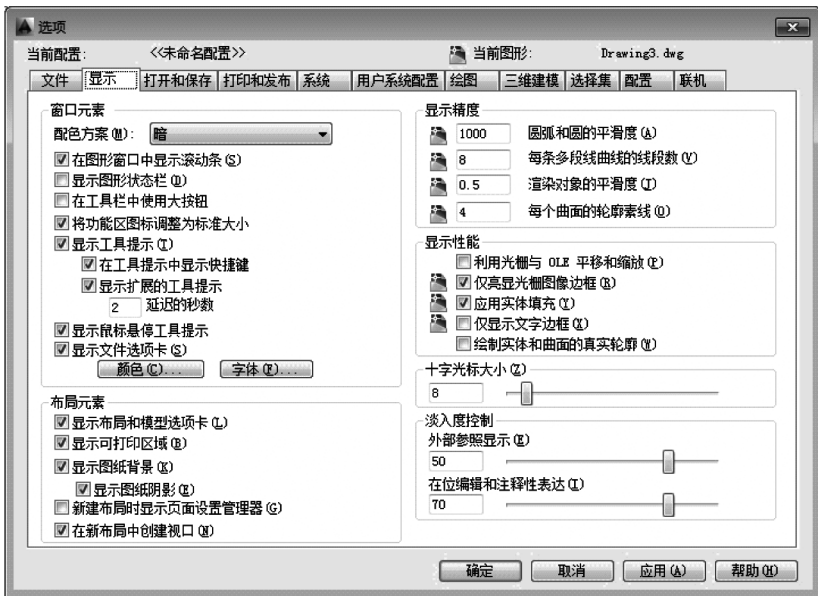 选项
当前配置: <<未命名配置>> 当前图形: Drawing3.dwg
文件 显示 打开和保存 打印和发布 系统 用户系统配置 绘图 三维建模 选择集 配置 联机
窗口元素
配色方案(M): 暗
在图形窗口中显示滚动条(S)
显示图形状态栏(D)
在工具栏中使用大按钮
将功能区图标调整为标准大小
显示工具提示(T)
在工具提示中显示快捷键
显示扩展的工具提示
2 延迟的秒数
显示鼠标悬停工具提示
显示文件选项卡(S)
颜色(C)... 字体(F)...
布局元素
显示布局和模型选项卡(L)
显示可打印区域(B)
显示图纸背景(K)
显示图纸阴影(E)
新建布局时显示页面设置管理器(G)
在新布局中创建视口(N)
显示精度
1000 圆弧和圆的平滑度(A)
8 每条多段线曲线的线段数(V)
0.5 渲染对象的平滑度(J)
4 每个曲面的轮廓素线(O)
显示性能
利用光栅与 OLE 平移和缩放(P)
仅亮显光栅图像边框(R)
应用实体填充(Y)
仅显示文字边框(X)
绘制实体和曲面的真实轮廓(W)
十字光标大小(Z)
8
淡入度控制
外部参照显示(E)
50
在位编辑和注释性表达(I)
70
确定 取消 应用(A) 帮助(H)